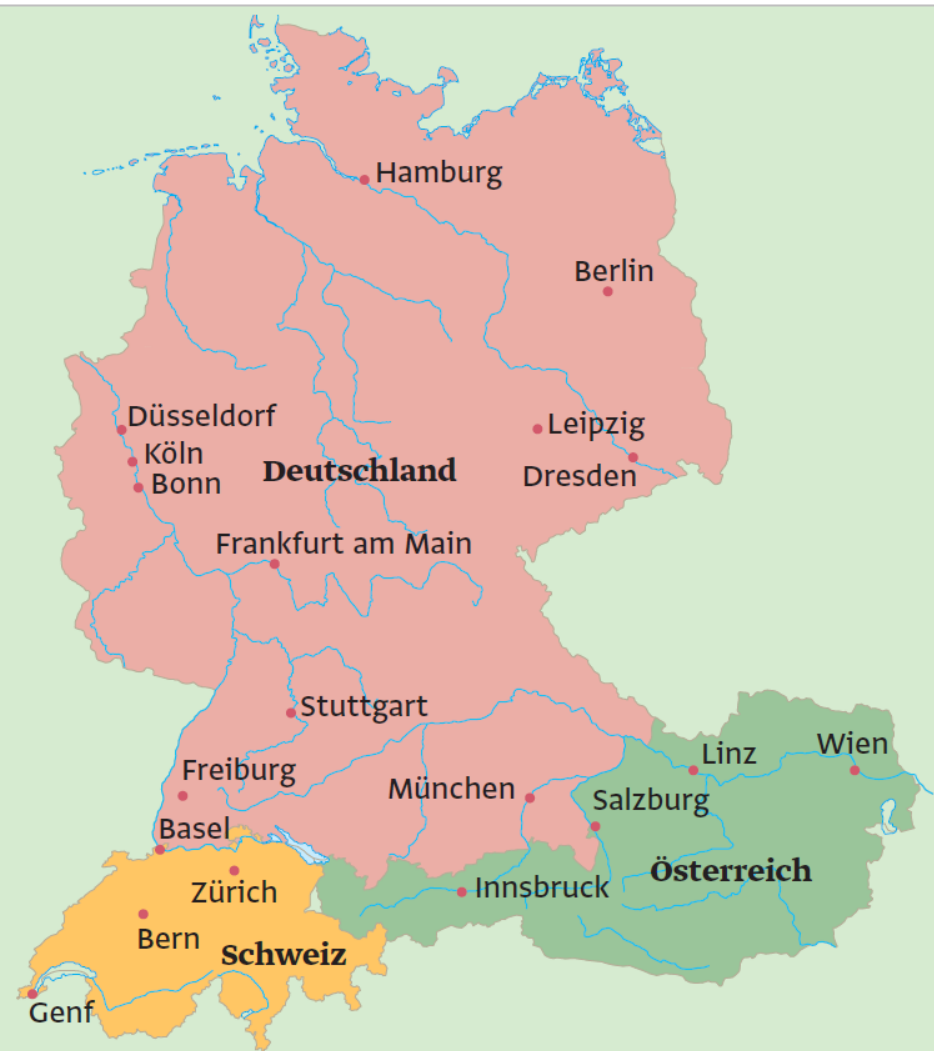 Hamburg
Berlin
Düsseldorf
Leipzig
Köln
Deutschland
Dresden
Bonn
Frankfurt am Main
Stuttgart
Linz
Wien
Freiburg
München
Salzburg
Basel
Österreich
Zürich
Innsbruck
Bern
Schweiz
Genf